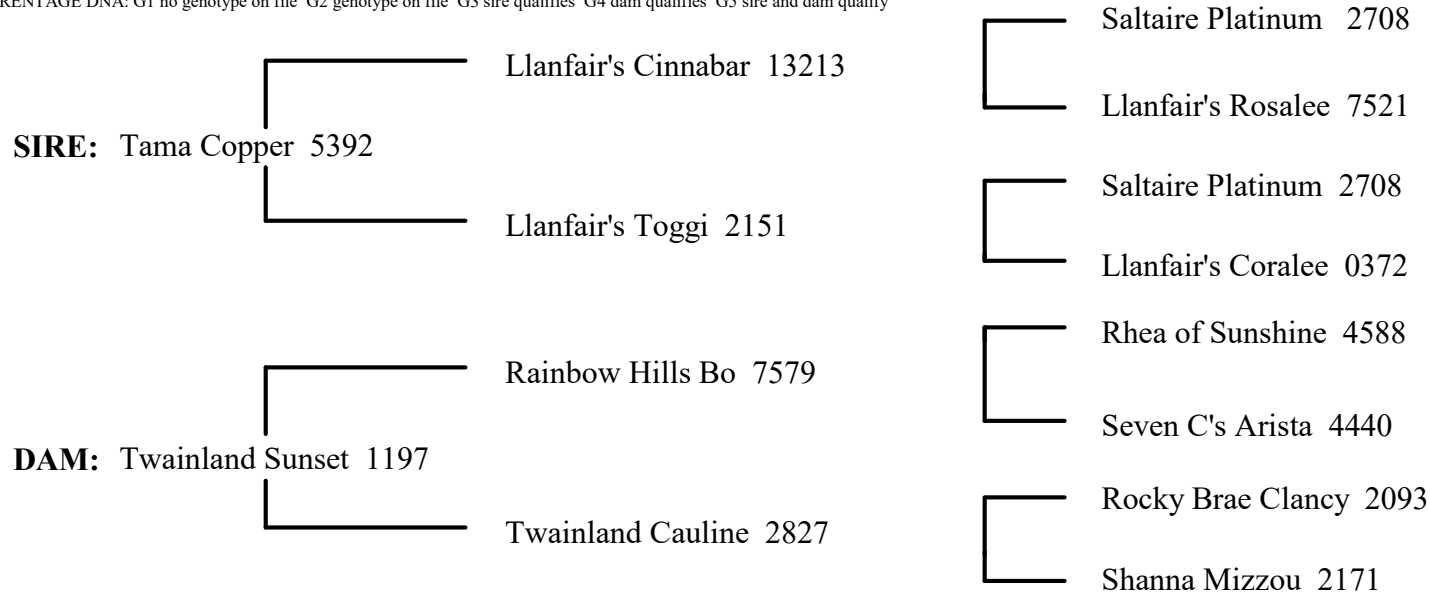 RENTAGE DNA: G1 no genotype on file G2 genotype on file G3 sire qualifies G4 dam qualifies G5 sire and dam qualify
Saltaire Platinum 2708
Llanfair's Cinnabar 13213
Llanfair's Rosalee 7521
SIRE: Tama Copper 5392
Saltaire Platinum 2708
Llanfair's Toggi 2151
Llanfair's Coralee 0372
Rhea of Sunshine 4588
Rainbow Hills Bo 7579
Seven C's Arista 4440
DAM: Twainland Sunset 1197
Rocky Brae Clancy 2093
Twainland Cauline 2827
Shanna Mizzou 2171